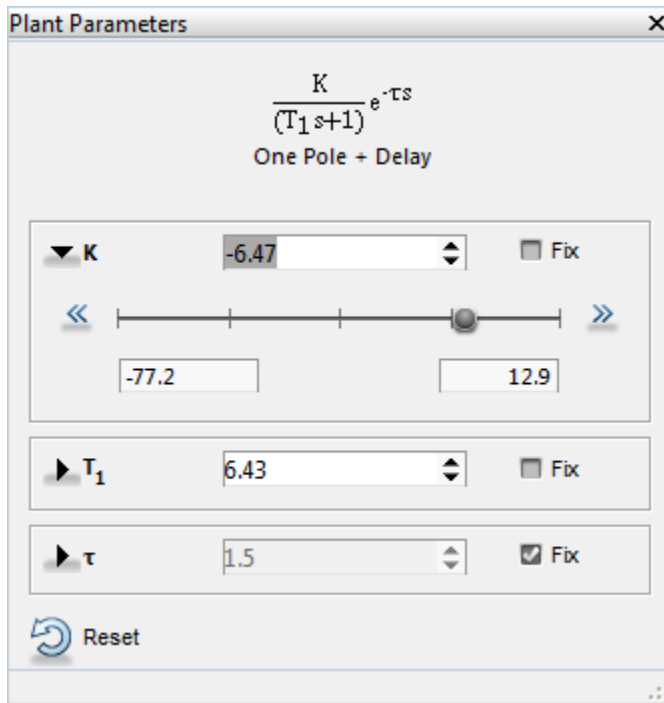 Plant Parameters
K
(T₁s+1) e^-τs
One Pole + Delay
K -6.47 Fix
-77.2 12.9
T₁ 6.43 Fix
τ 1.5 Fix
Reset